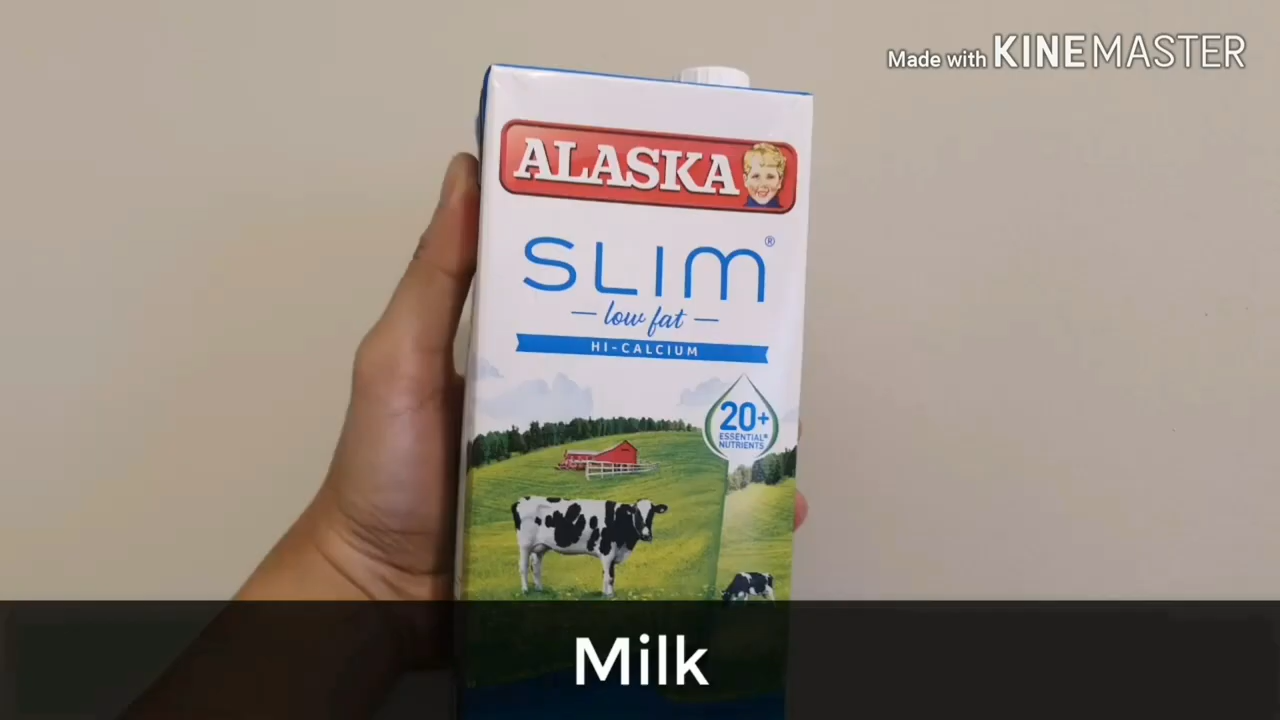 Made with KINEMASTER
ALASKA
SLIM®
low fat
HI-CALCIUM
20+
ESSENTIAL*
NUTRIENTS
Milk